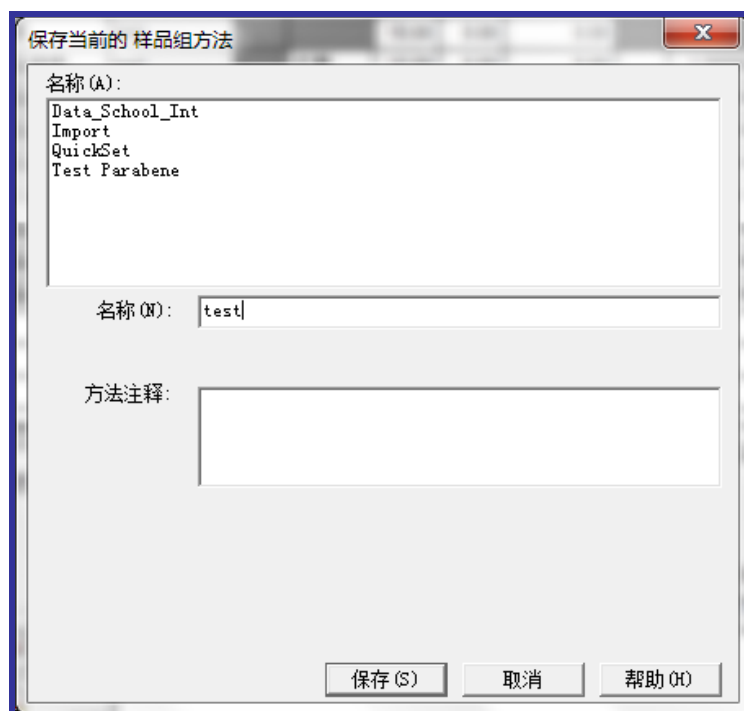 保存当前的 样品组方法
名称(A):
Data_School_Int
Import
QuickSet
Test Parabene
名称(N):
test
方法注释:
保存(S)
取消
帮助(H)